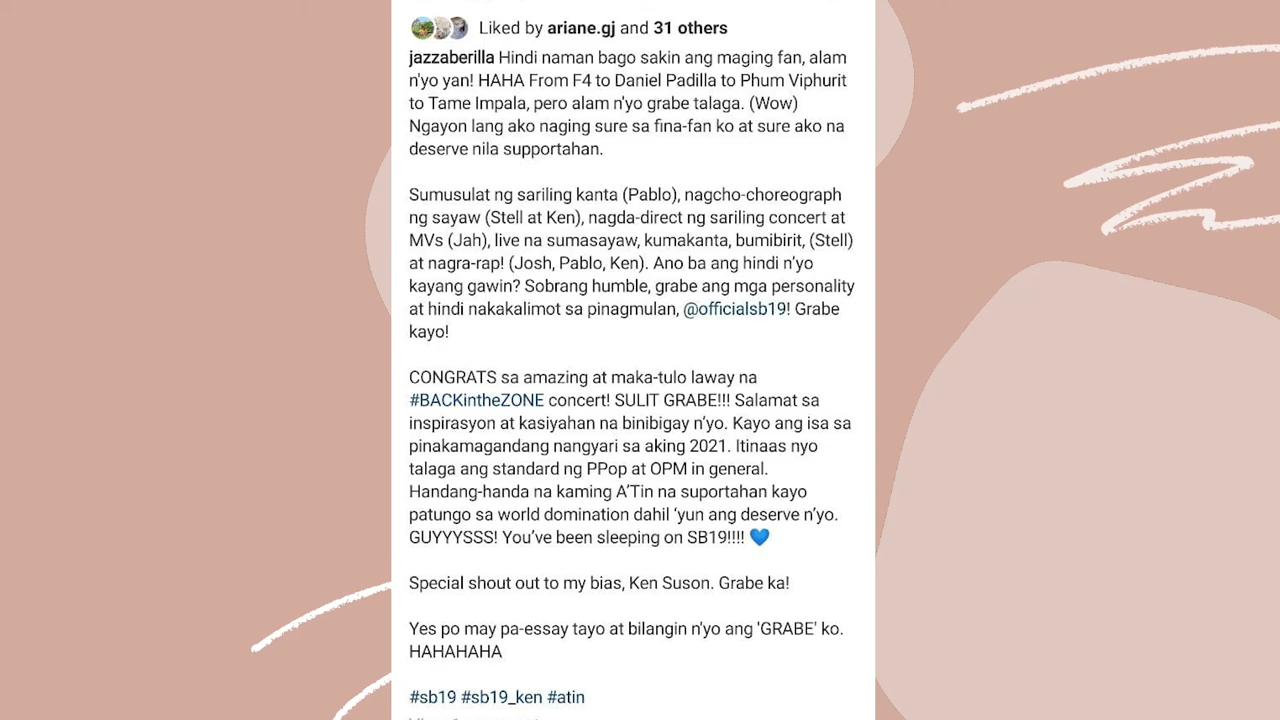 Liked by ariane.gj and 31 others
jazzaberilla Hindi naman bago sakin ang maging fan, alam
n'yo yan! HAHA From F4 to Daniel Padilla to Phum Viphurit
to Tame Impala, pero alam n'yo grabe talaga. (Wow)
Ngayon lang ako naging sure sa fina-fan ko at sure ako na
deserve nila supportahan.
Sumusulat ng sariling kanta (Pablo), nagcho-choreograph
ng sayaw (Stell at Ken), nagda-direct ng sariling concert at
MVs (Jah), live na sumasayaw, kumakanta, bumibirit, (Stell)
at nagra-rap! (Josh, Pablo, Ken). Ano ba ang hindi n'yo
kayang gawin? Sobrang humble, grabe ang mga personality
at hindi nakakalimot sa pinagmulan, @officialsb19! Grabe
kayo!
CONGRATS sa amazing at maka-tulo laway na
#BACKintheZONE concert! SULIT GRABE!!! Salamat sa
inspirasyon at kasiyahan na binibigay n'yo. Kayo ang isa sa
pinakamagandang nangyari sa aking 2021. Itinaas nyo
talaga ang standard ng PPop at OPM in general.
Handang-handa na kaming A'Tin na suportahan kayo
patungo sa world domination dahil 'yun ang deserve n'yo.
GUYYYSSS! You've been sleeping on SB19!!!! 💙
Special shout out to my bias, Ken Suson. Grabe ka!
Yes po may pa-essay tayo at bilangin n'yo ang 'GRABE' ko.
HAHAHAHA
#sb19 #sb19_ken #atin